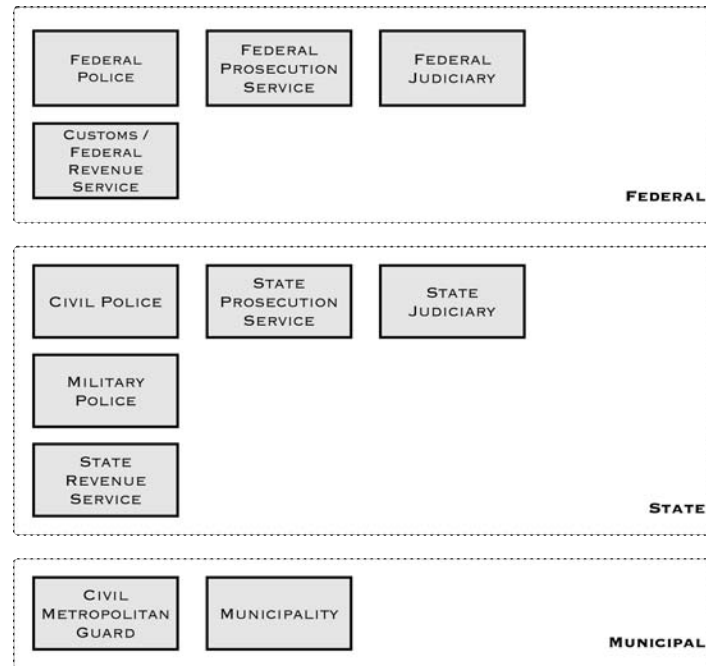 FEDERAL
POLICE
FEDERAL
PROSECUTION
SERVICE
FEDERAL
JUDICIARY
CUSTOMS /
FEDERAL
REVENUE
SERVICE
FEDERAL
CIVIL POLICE
STATE
PROSECUTION
SERVICE
STATE
JUDICIARY
MILITARY
POLICE
STATE
REVENUE
SERVICE
STATE
CIVIL
METROPOLITAN
GUARD
MUNICIPALITY
MUNICIPAL